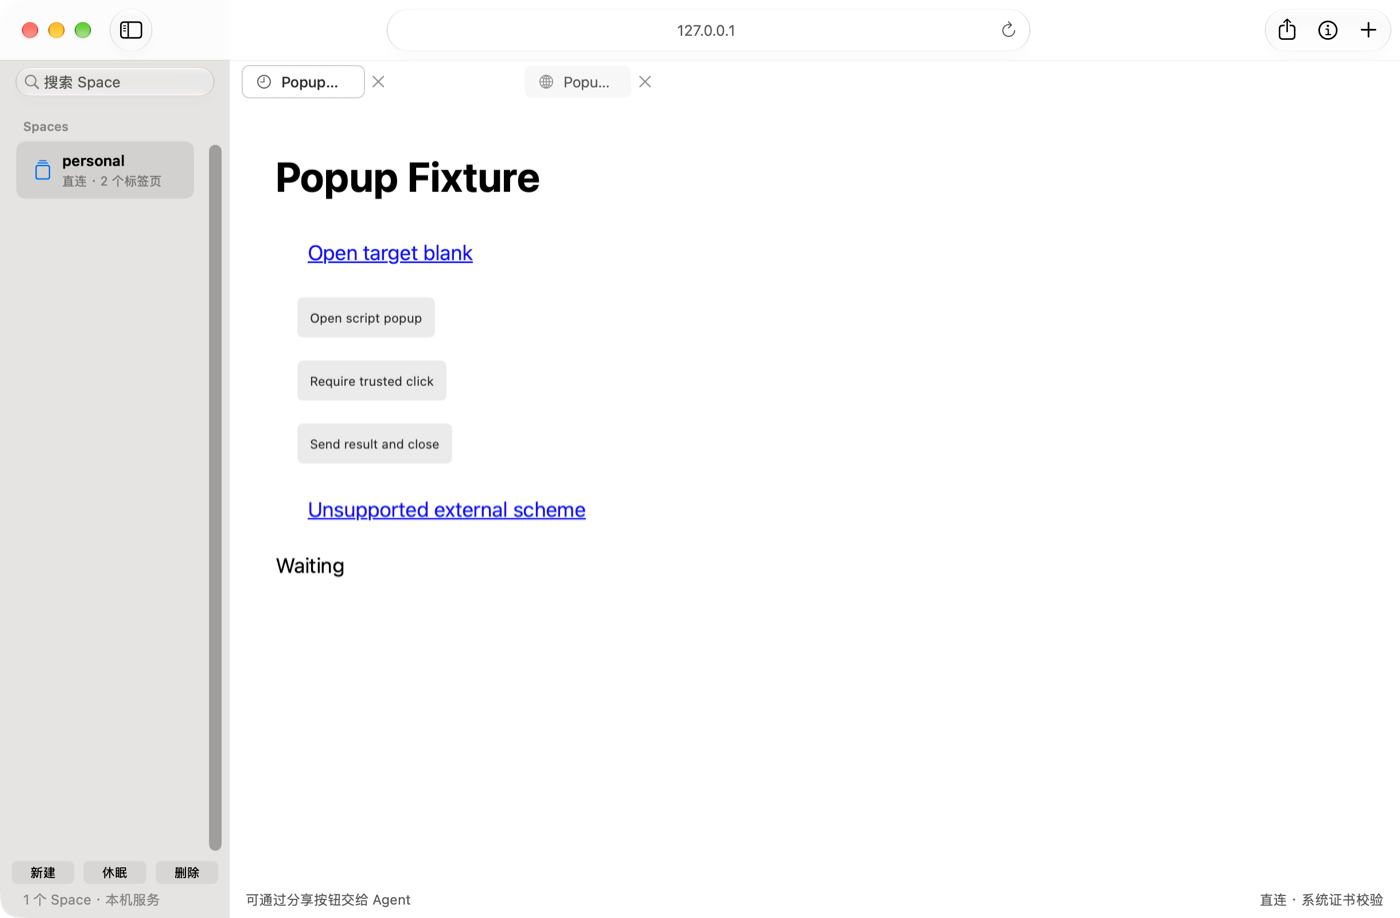 127.0.0.1
搜索 Space
Popup...
Popu...
Spaces
personal
直连 · 2 个标签页
Popup Fixture
Open target blank
Open script popup
Require trusted click
Send result and close
Unsupported external scheme
Waiting
新建
休眠
删除
1 个 Space · 本机服务
可通过分享按钮交给 Agent
直连 · 系统证书校验